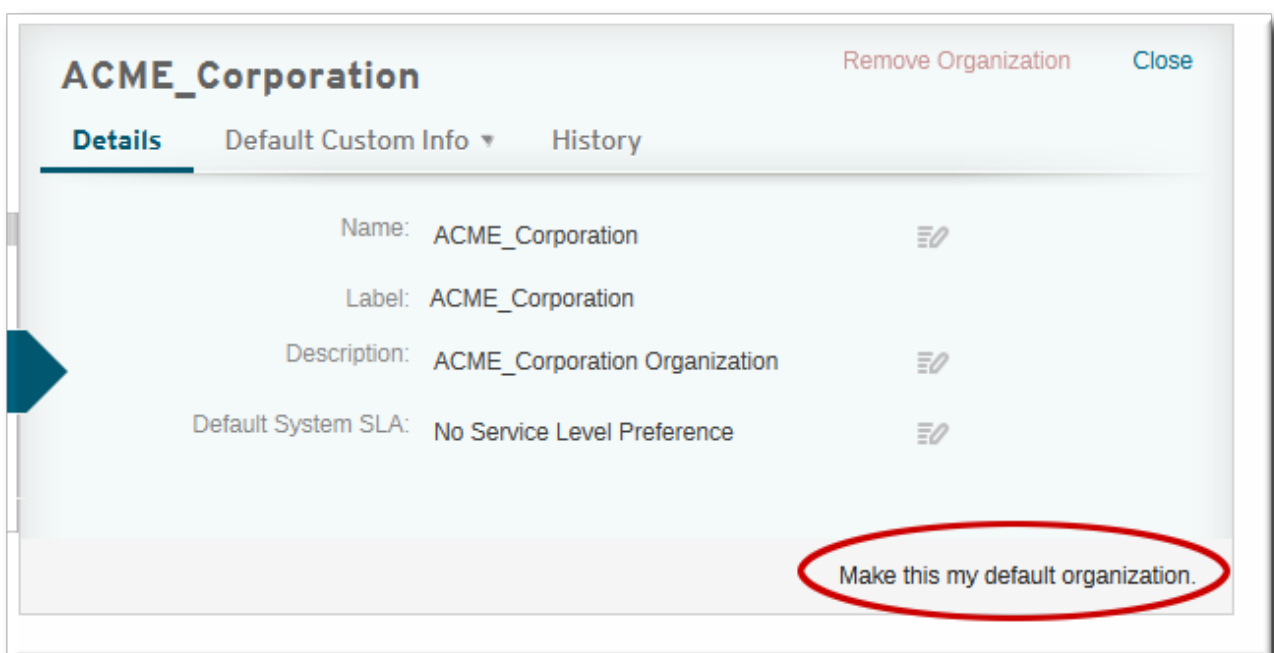 ACME_Corporation
Remove Organization Close
Details Default Custom Info ▼ History
Name: ACME_Corporation
Label: ACME_Corporation
Description: ACME_Corporation Organization
Default System SLA: No Service Level Preference
Make this my default organization.